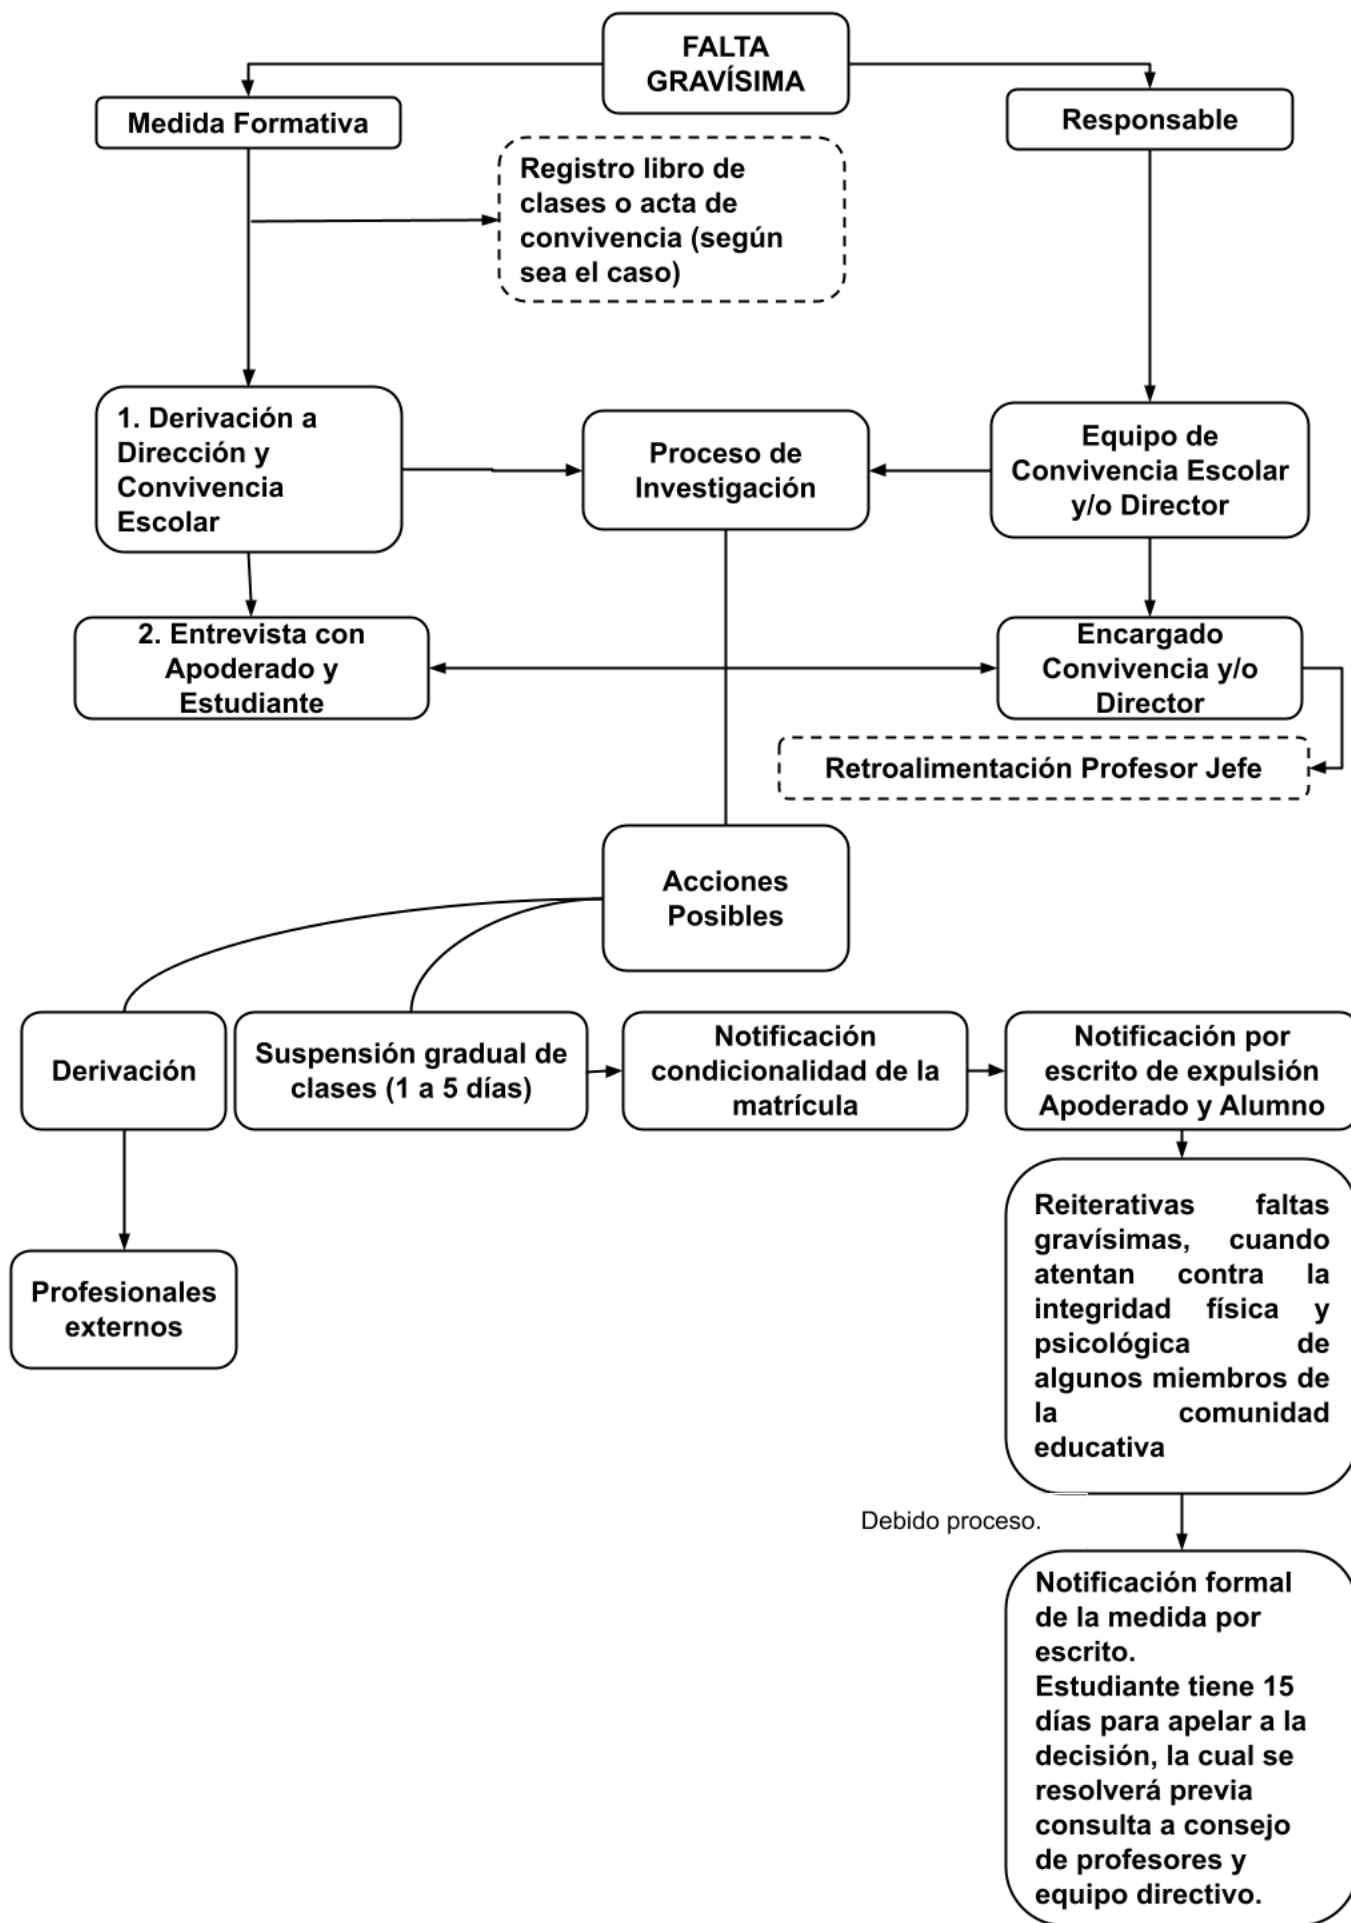 FALTA
GRAVÍSIMA
Medida Formativa
Responsable
Registro libro de
clases o acta de
convivencia (según
sea el caso)
1. Derivación a
Dirección y
Convivencia
Escolar
Proceso de
Investigación
Equipo de
Convivencia Escolar
y/o Director
2. Entrevista con
Apoderado y
Estudiante
Encargado
Convivencia y/o
Director
Retroalimentación Profesor Jefe
Acciones
Posibles
Derivación
Suspensión gradual de
clases (1 a 5 días)
Notificación
condicionalidad de la
matrícula
Notificación por
escrito de expulsión
Apoderado y Alumno
Profesionales
externos
Reiterativas faltas
gravísimas, cuando
atentan contra la
integridad física y
psicológica de
algunos miembros de
la comunidad
educativa
Debido proceso.
Notificación formal
de la medida por
escrito.
Estudiante tiene 15
días para apelar a la
decisión, la cual se
resolverá previa
consulta a consejo
de profesores y
equipo directivo.